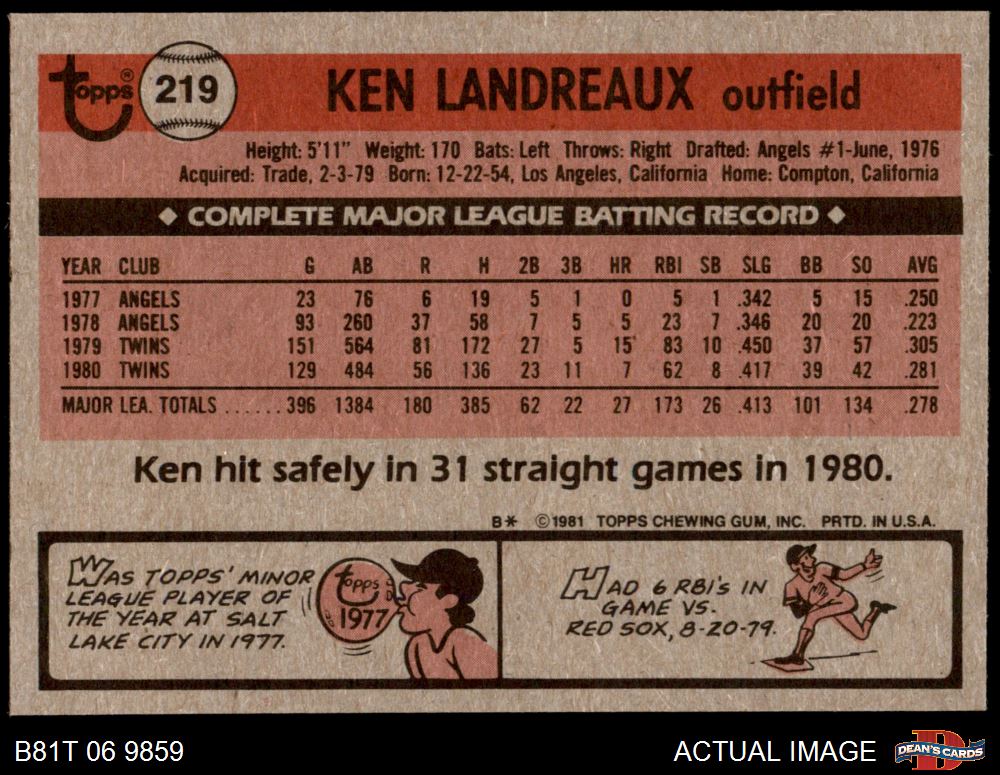 topps® 219 KEN LANDREAUX outfield
Height: 5'11" Weight: 170 Bats: Left Throws: Right Drafted: Angels #1-June, 1976
Acquired: Trade, 2-3-79 Born: 12-22-54, Los Angeles, California Home: Compton, California
◆ COMPLETE MAJOR LEAGUE BATTING RECORD ◆
YEAR CLUB G AB R H 2B 3B HR RBI SB SLG BB SO AVG
1977 ANGELS 23 76 6 19 5 1 0 5 1 .342 5 15 .250
1978 ANGELS 93 260 37 58 7 5 5 23 7 .346 20 20 .223
1979 TWINS 151 564 81 172 27 5 15 83 10 .450 37 57 .305
1980 TWINS 129 484 56 136 23 11 7 62 8 .417 39 42 .281
MAJOR LEA. TOTALS ...... 396 1384 180 385 62 22 27 173 26 .413 101 134 .278
Ken hit safely in 31 straight games in 1980.
B* ©1981 TOPPS CHEWING GUM, INC. PRTD. IN U.S.A.
WAS TOPPS' MINOR
LEAGUE PLAYER OF
THE YEAR AT SALT
LAKE CITY IN 1977.
topps
1977
HAD 6 RBI'S IN
GAME VS.
RED SOX, 8-20-79.
B81T 06 9859 ACTUAL IMAGE DEAN'S CARDS